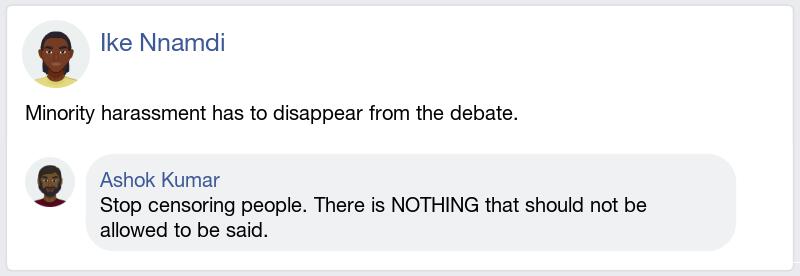 Ike Nnamdi
Minority harassment has to disappear from the debate.
Ashok Kumar
Stop censoring people. There is NOTHING that should not be
allowed to be said.